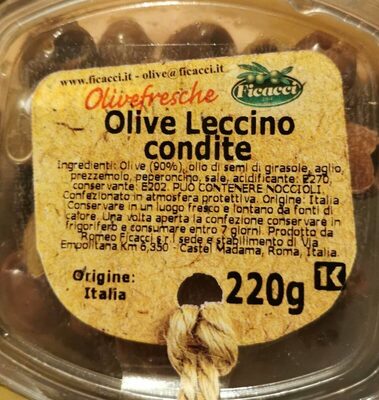 www.ficacci.it - olive@ficacci.it
Olivefresche
Ficacci
Olive Leccino
condite
Ingredienti: Olive (90%), olio di semi di girasole, aglio,
prezzemolo, peperoncino, sale, acidificante: E270,
conservante: E202. PUÒ CONTENERE NOCCIOLI.
Confezionato in atmosfera protettiva. Origine: Italia
Conservare in un luogo fresco e lontano da fonti di
calore. Una volta aperta la confezione conservare in
frigorifero e consumare entro 7 giorni. Prodotto da
Romeo Ficacci s r l sede e stabilimento di Via
Empolitana Km 6,350 - Castel Madama, Roma, Italia.
Origine:
Italia
220g
K